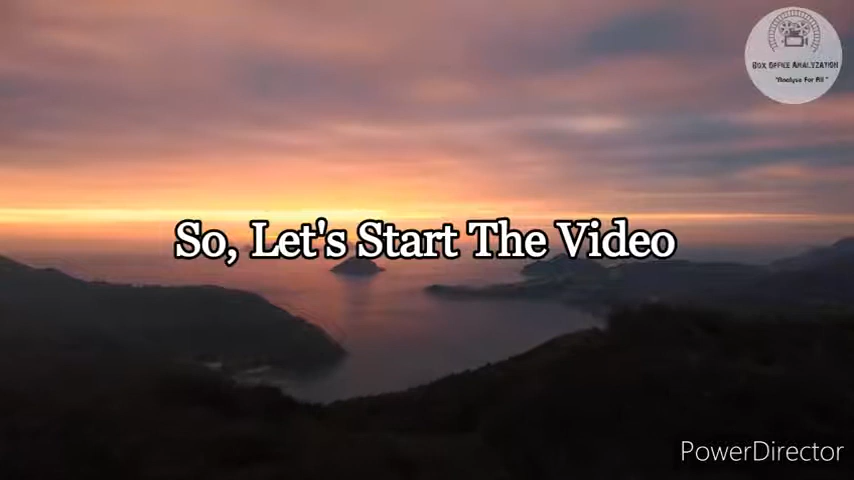 BOX OFFICE ANALYZATION
"Analyse For All"
So, Let's Start The Video
PowerDirector